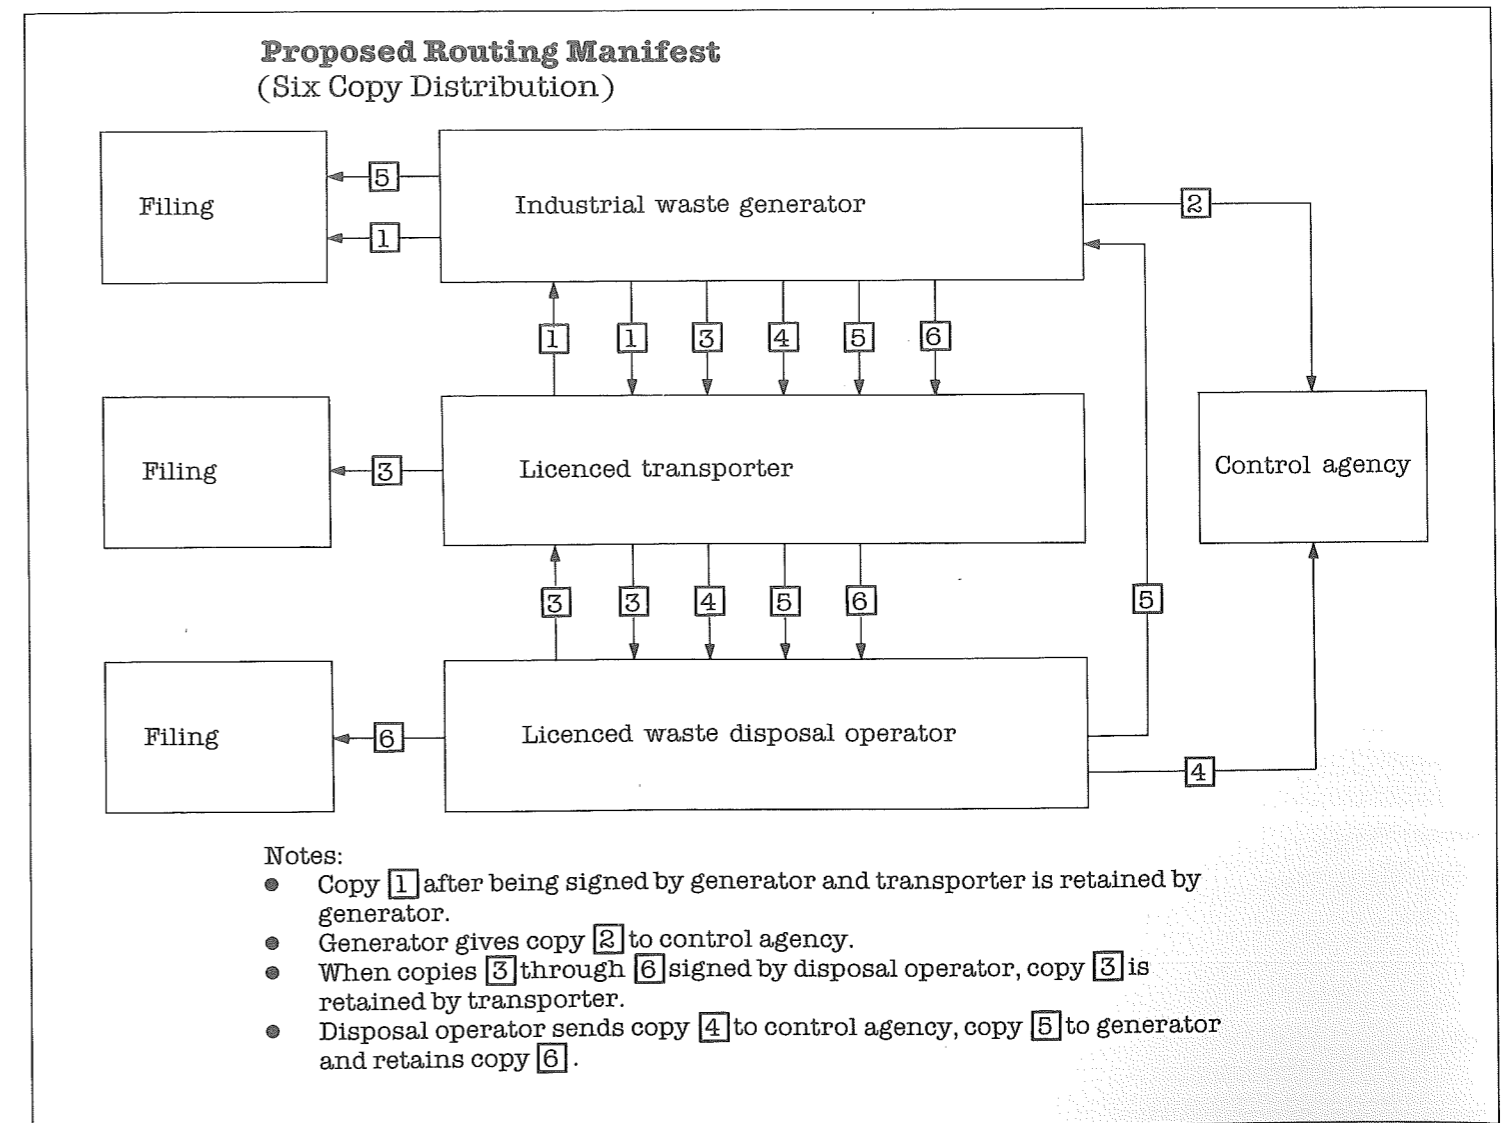 Proposed Routing Manifest
(Six Copy Distribution)
Filing
5
1
Industrial waste generator
2
1
1
3
4
5
6
Filing
3
Licenced transporter
Control agency
3
3
4
5
6
5
Filing
6
Licenced waste disposal operator
4
Notes:
● Copy 1 after being signed by generator and transporter is retained by
generator.
● Generator gives copy 2 to control agency.
● When copies 3 through 6 signed by disposal operator, copy 3 is
retained by transporter.
● Disposal operator sends copy 4 to control agency, copy 5 to generator
and retains copy 6.